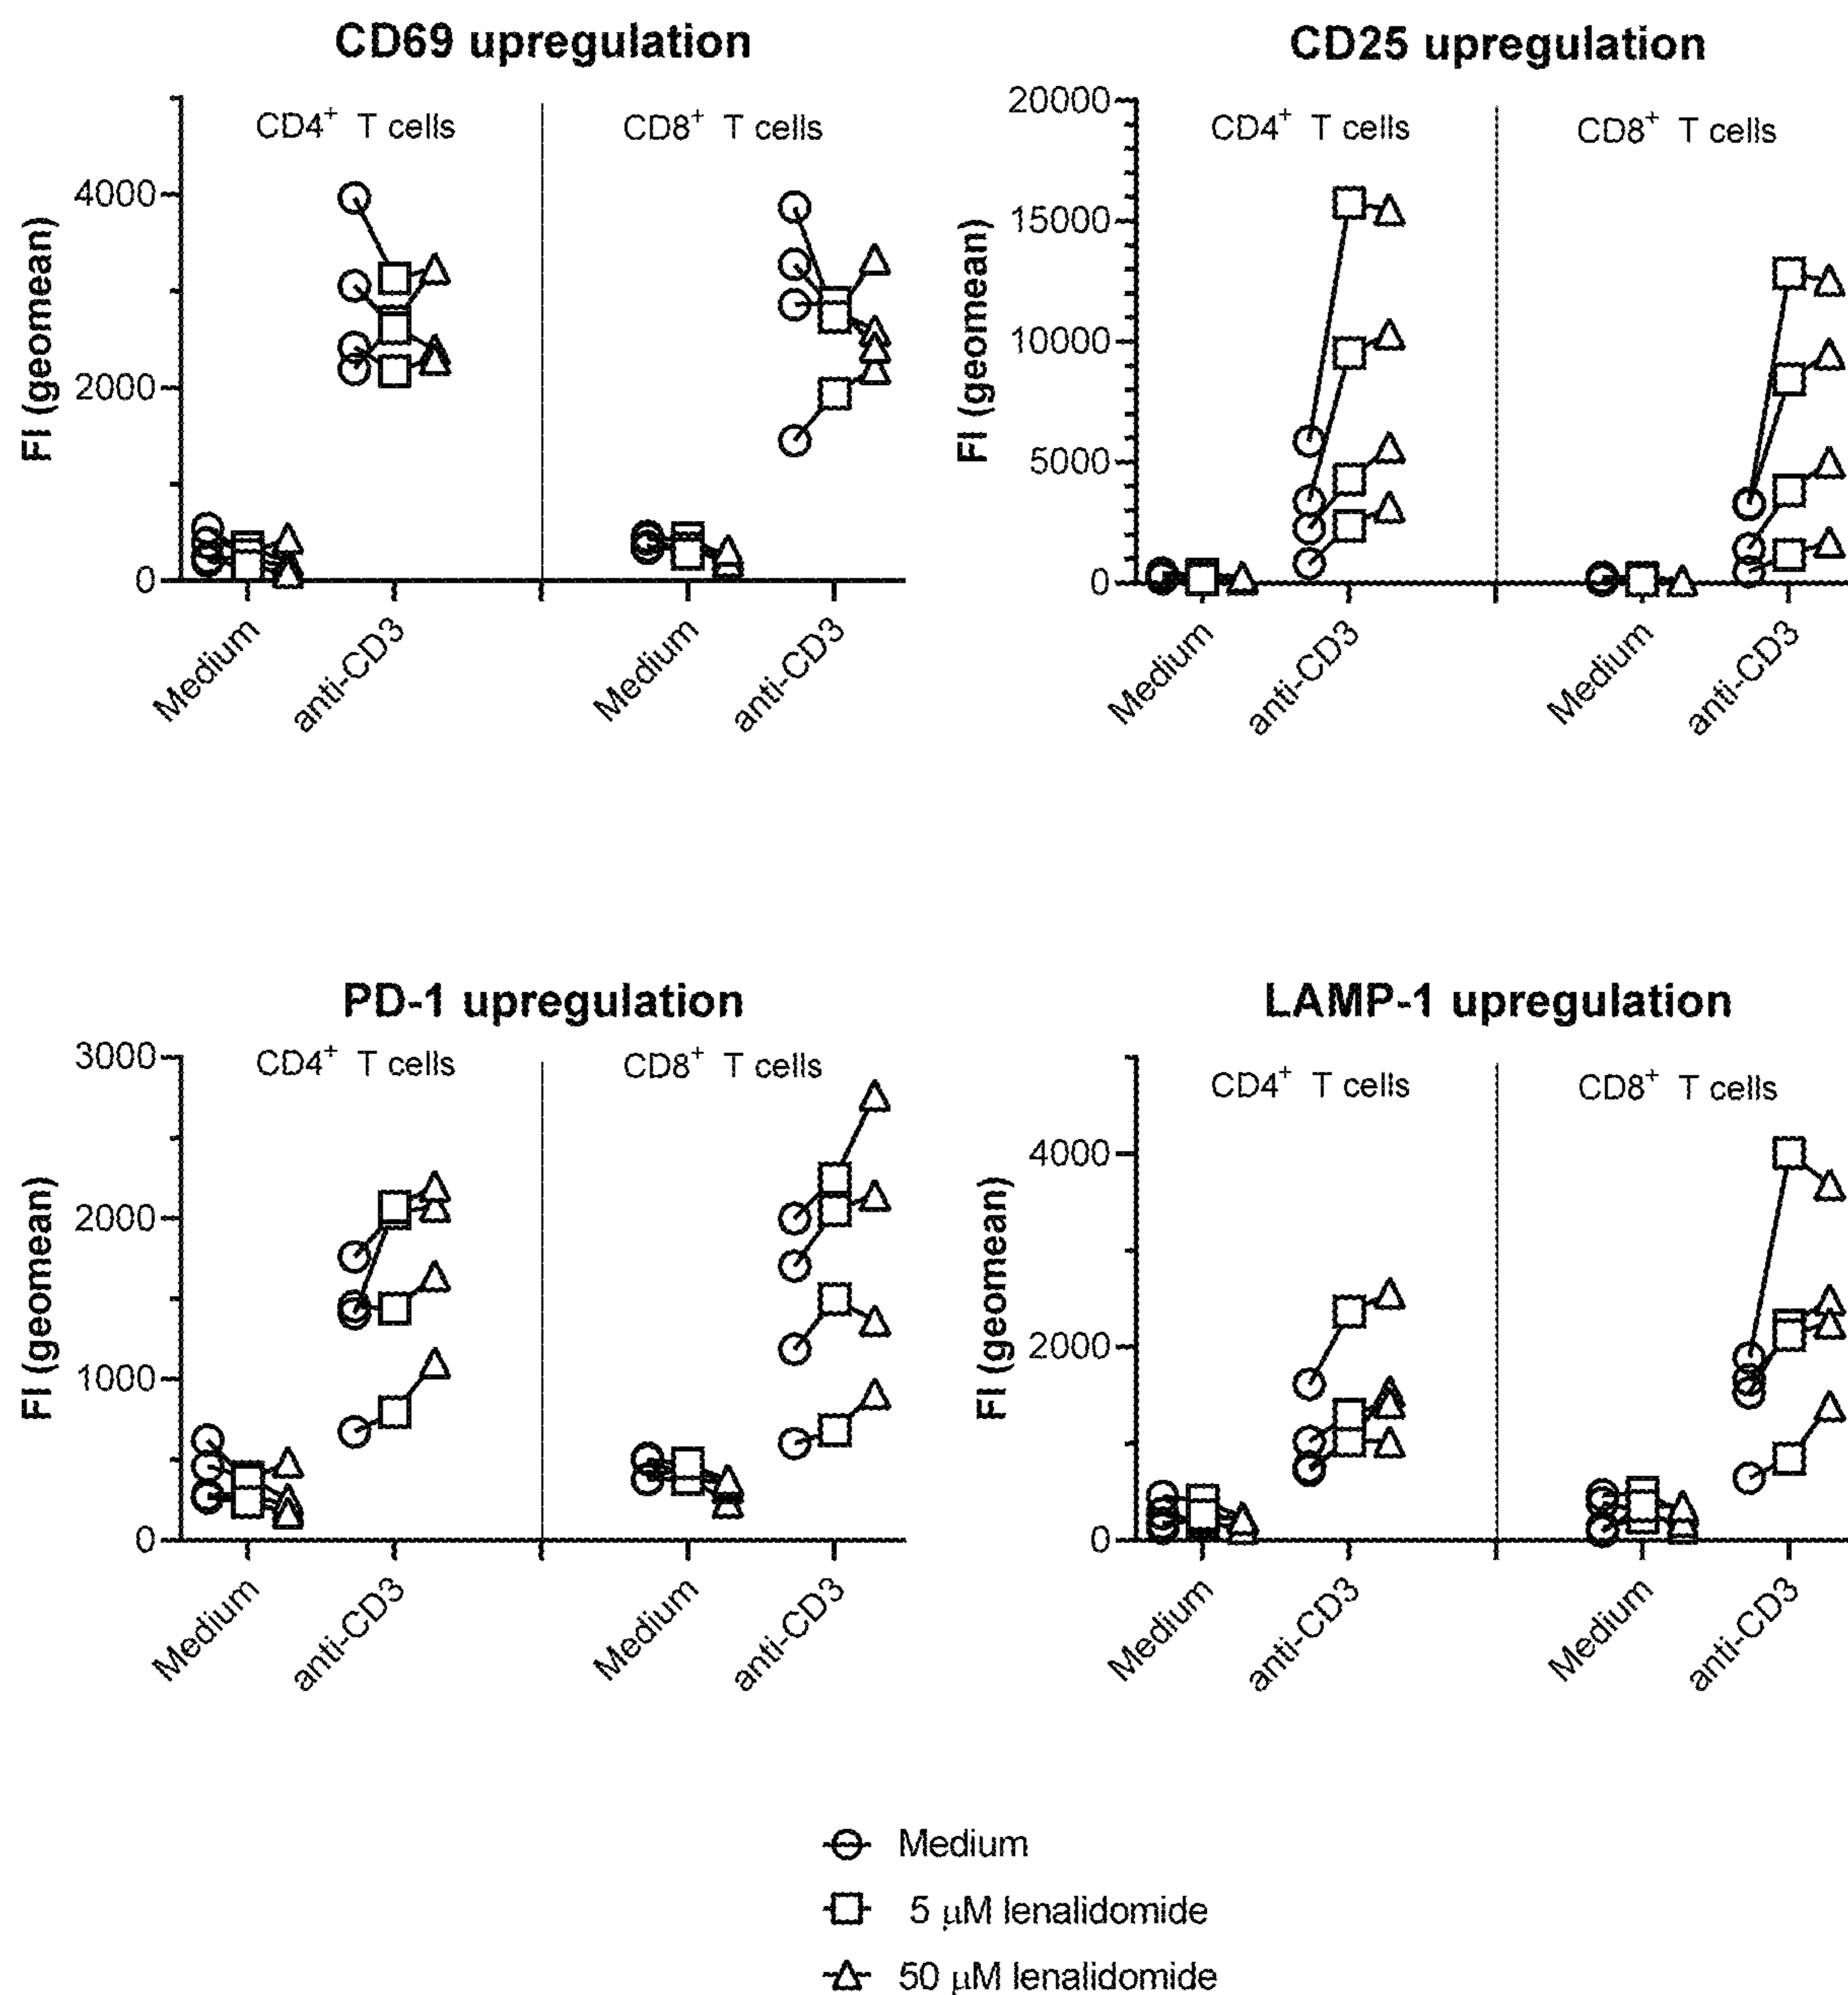 CD69 upregulation
CD4⁺ T cells
CD8⁺ T cells
FI (geomean)
4000
2000
0
Medium
anti-CD3
Medium
anti-CD3
CD25 upregulation
CD4⁺ T cells
CD8⁺ T cells
FI (geomean)
20000
15000
10000
5000
0
Medium
anti-CD3
Medium
anti-CD3
PD-1 upregulation
CD4⁺ T cells
CD8⁺ T cells
FI (geomean)
3000
2000
1000
0
Medium
anti-CD3
Medium
anti-CD3
LAMP-1 upregulation
CD4⁺ T cells
CD8⁺ T cells
FI (geomean)
4000
2000
0
Medium
anti-CD3
Medium
anti-CD3
Medium
5 µM lenalidomide
50 µM lenalidomide